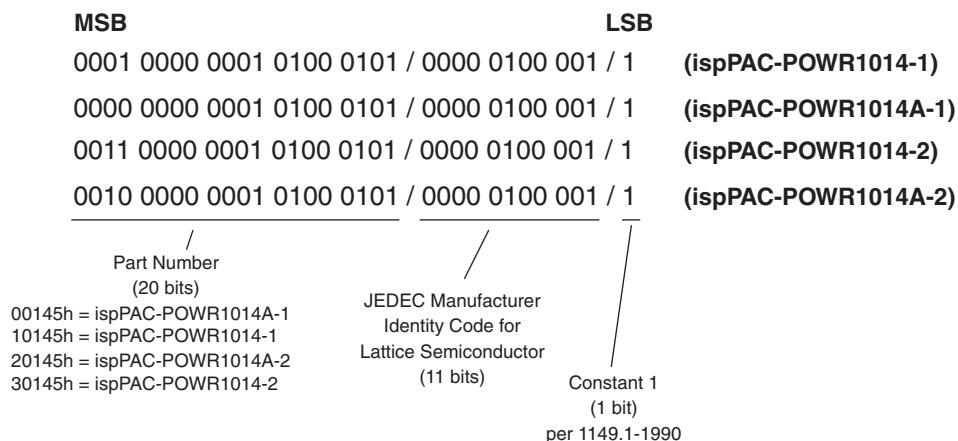 MSB LSB
0001 0000 0001 0100 0101 / 0000 0100 001 / 1 (ispPAC-POWR1014-1)
0000 0000 0001 0100 0101 / 0000 0100 001 / 1 (ispPAC-POWR1014A-1)
0011 0000 0001 0100 0101 / 0000 0100 001 / 1 (ispPAC-POWR1014-2)
0010 0000 0001 0100 0101 / 0000 0100 001 / 1 (ispPAC-POWR1014A-2)
Part Number
(20 bits)
00145h = ispPAC-POWR1014A-1
10145h = ispPAC-POWR1014-1
20145h = ispPAC-POWR1014A-2
30145h = ispPAC-POWR1014-2
JEDEC Manufacturer
Identity Code for
Lattice Semiconductor
(11 bits)
Constant 1
(1 bit)
per 1149.1-1990